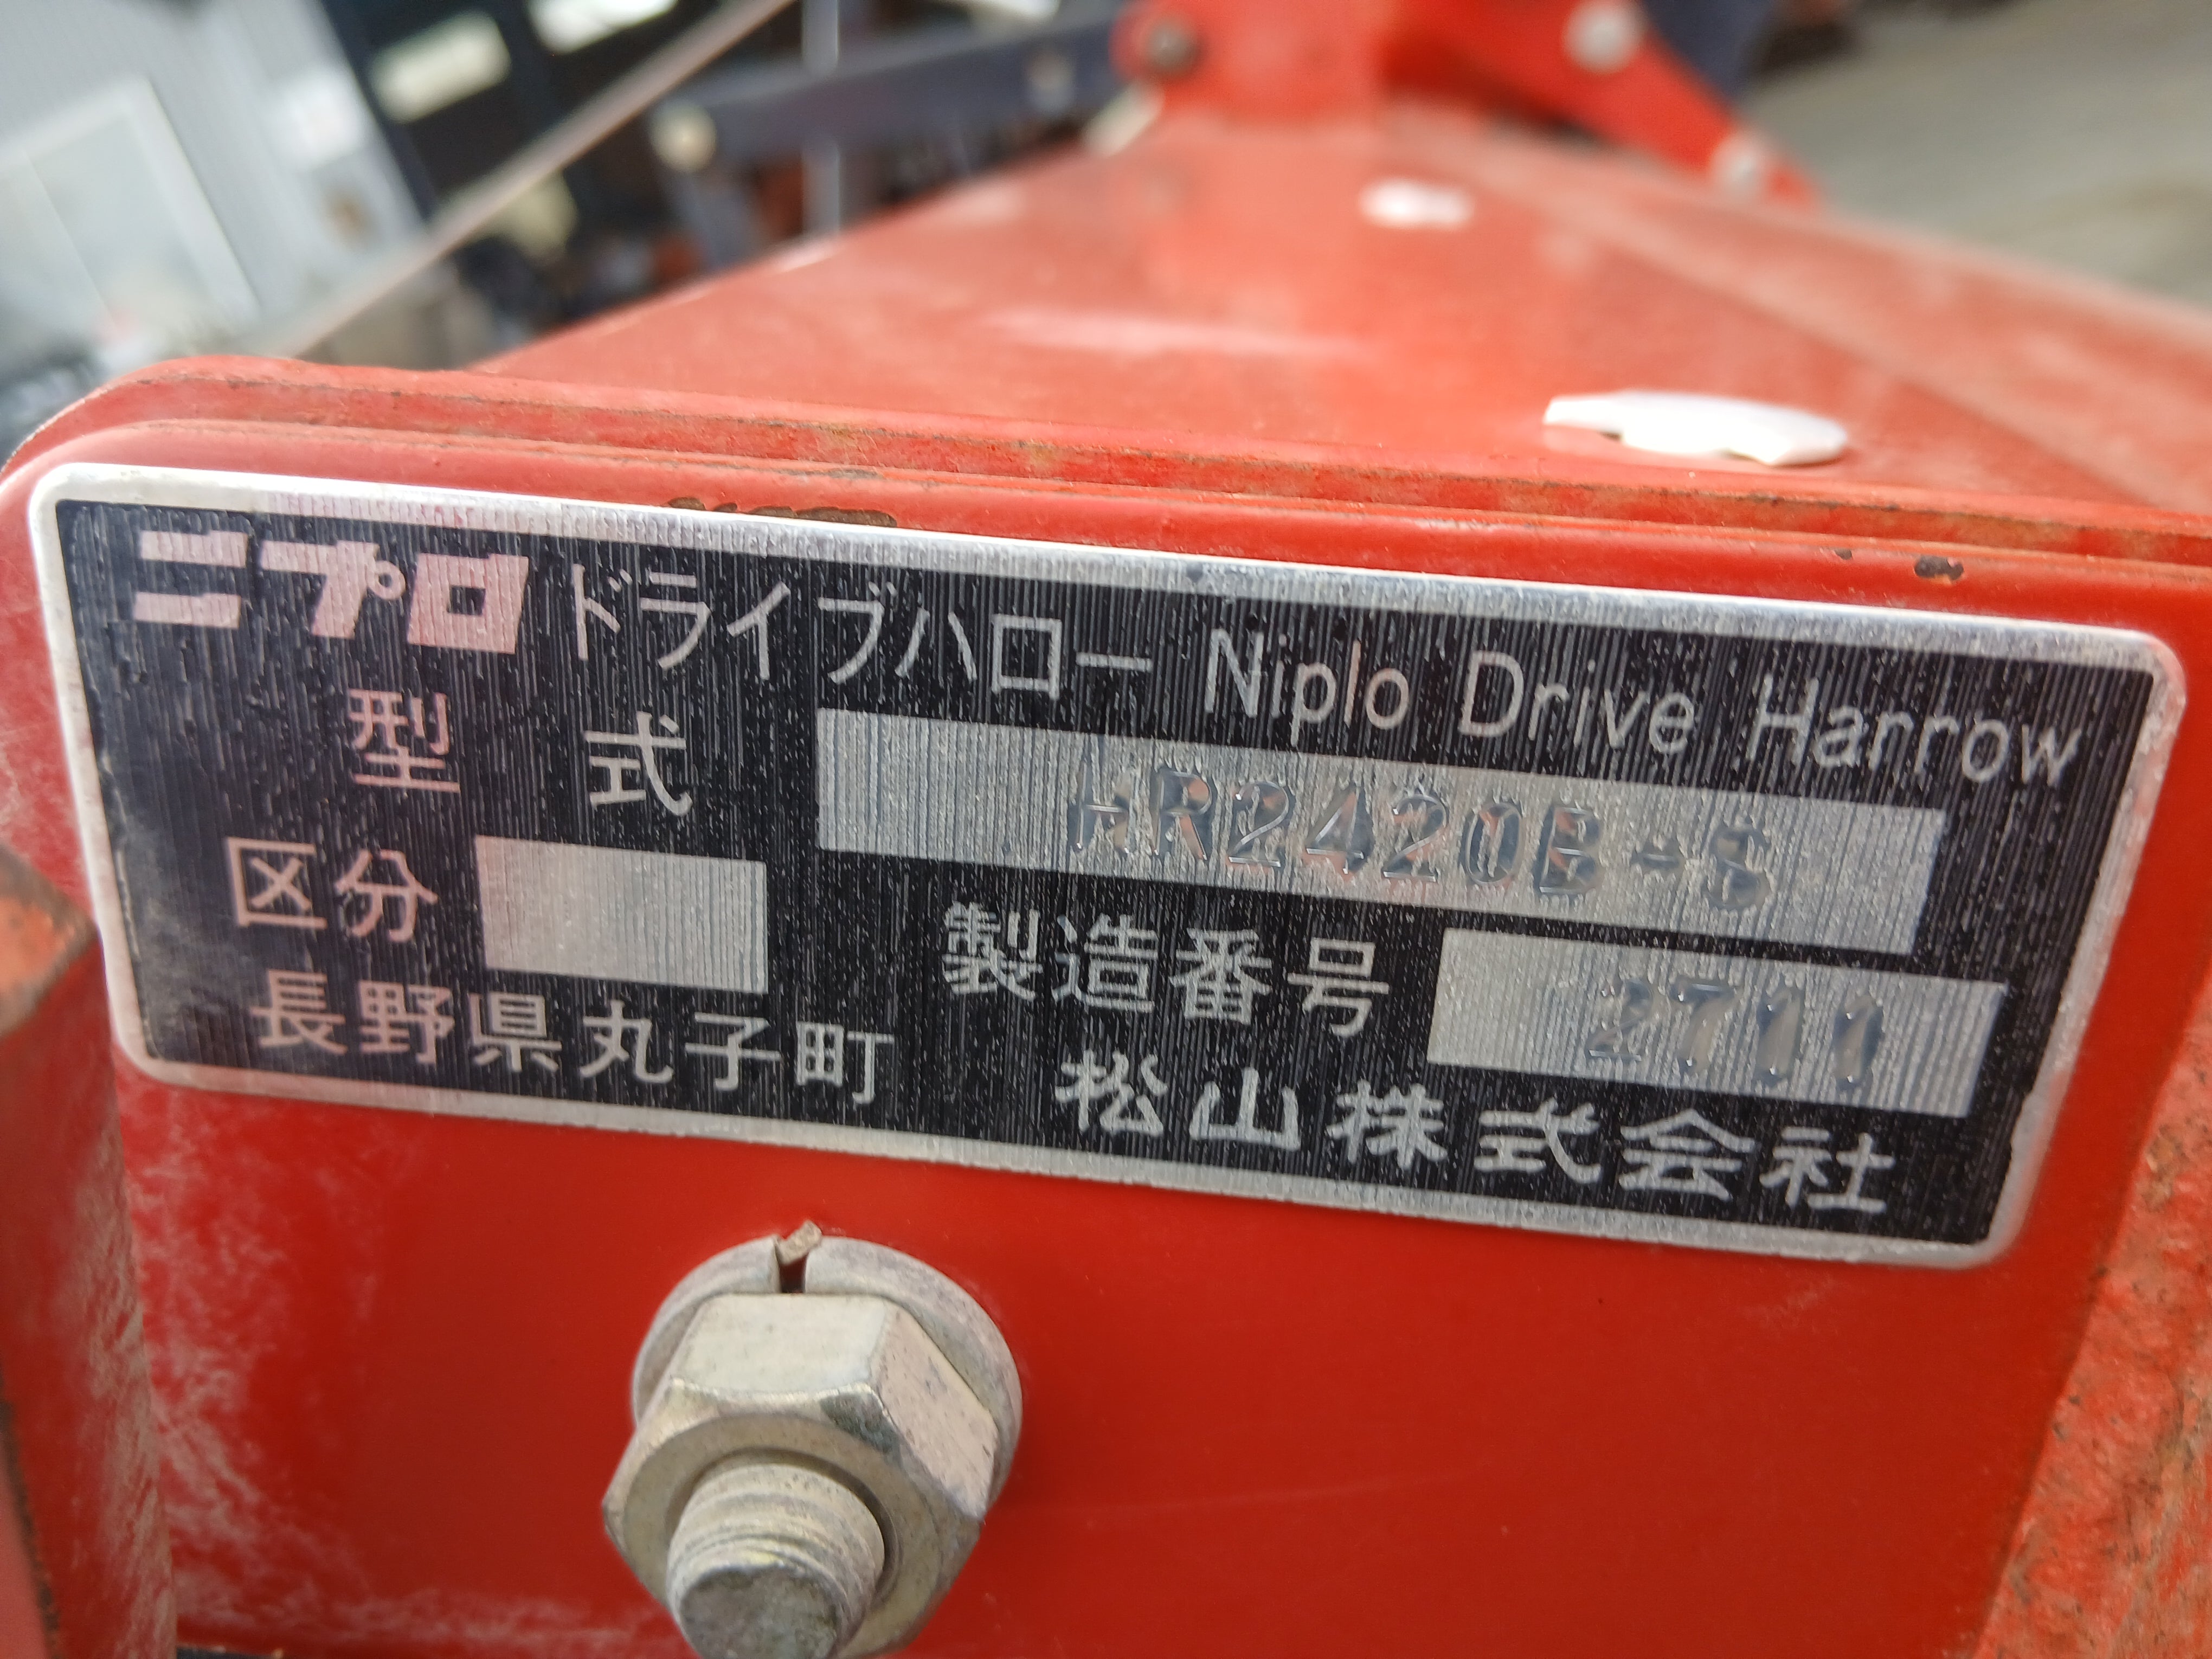 ニプロ ドライブハロー Niplo Drive Harrow
型式 HR2420B-S
区分 製造番号 2711
長野県丸子町 松山株式会社